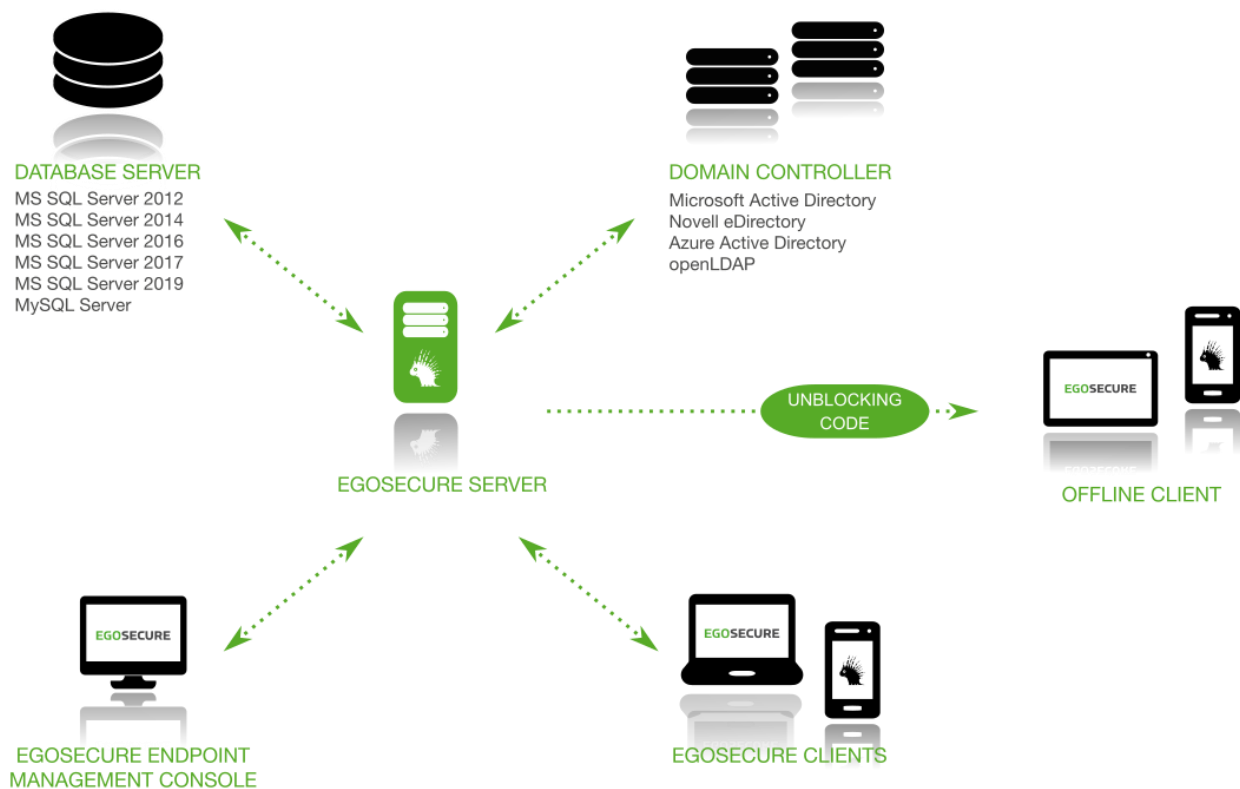 DATABASE SERVER
MS SQL Server 2012
MS SQL Server 2014
MS SQL Server 2016
MS SQL Server 2017
MS SQL Server 2019
MySQL Server
DOMAIN CONTROLLER
Microsoft Active Directory
Novell eDirectory
Azure Active Directory
openLDAP
EGOSECURE SERVER
UNBLOCKING
CODE
EGOSECURE
OFFLINE CLIENT
EGOSECURE
EGOSECURE ENDPOINT
MANAGEMENT CONSOLE
EGOSECURE
EGOSECURE CLIENTS